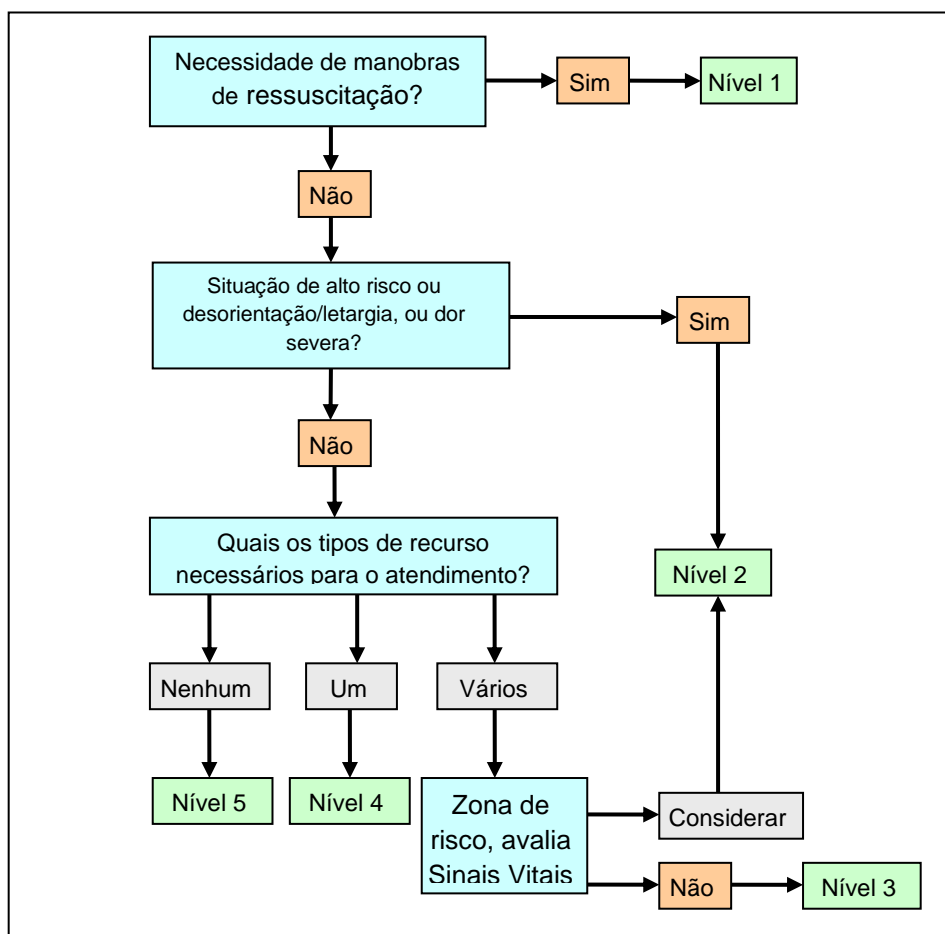 Necessidade de manobras
de ressuscitação?
Sim
Nível 1
Não
Situação de alto risco ou
desorientação/letargia, ou dor
severa?
Sim
Não
Quais os tipos de recurso
necessários para o atendimento?
Nível 2
Nenhum
Um
Vários
Nível 5
Nível 4
Zona de
risco, avalia
Sinais Vitais
Considerar
Não
Nível 3